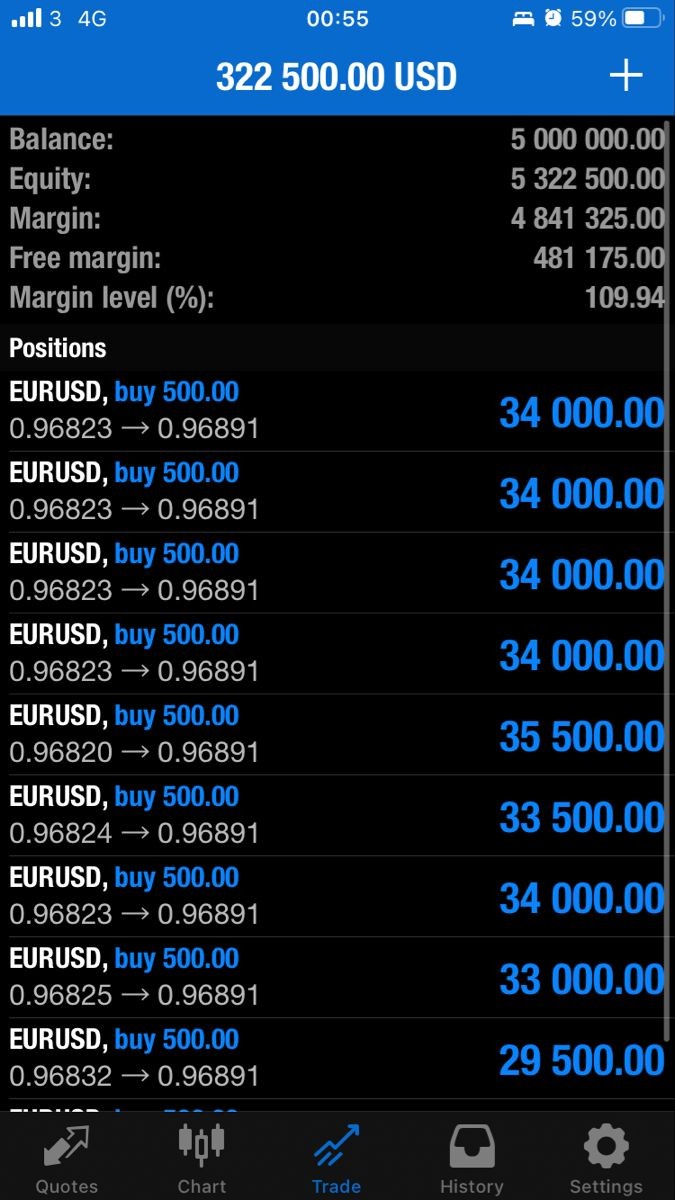 3 4G 00:55 59%
322 500.00 USD +
Balance: 5 000 000.00
Equity: 5 322 500.00
Margin: 4 841 325.00
Free margin: 481 175.00
Margin level (%): 109.94
Positions
EURUSD, buy 500.00
0.96823 → 0.96891 34 000.00
EURUSD, buy 500.00
0.96823 → 0.96891 34 000.00
EURUSD, buy 500.00
0.96823 → 0.96891 34 000.00
EURUSD, buy 500.00
0.96823 → 0.96891 34 000.00
EURUSD, buy 500.00
0.96820 → 0.96891 35 500.00
EURUSD, buy 500.00
0.96824 → 0.96891 33 500.00
EURUSD, buy 500.00
0.96823 → 0.96891 34 000.00
EURUSD, buy 500.00
0.96825 → 0.96891 33 000.00
EURUSD, buy 500.00
0.96832 → 0.96891 29 500.00
Quotes Chart Trade History Settings